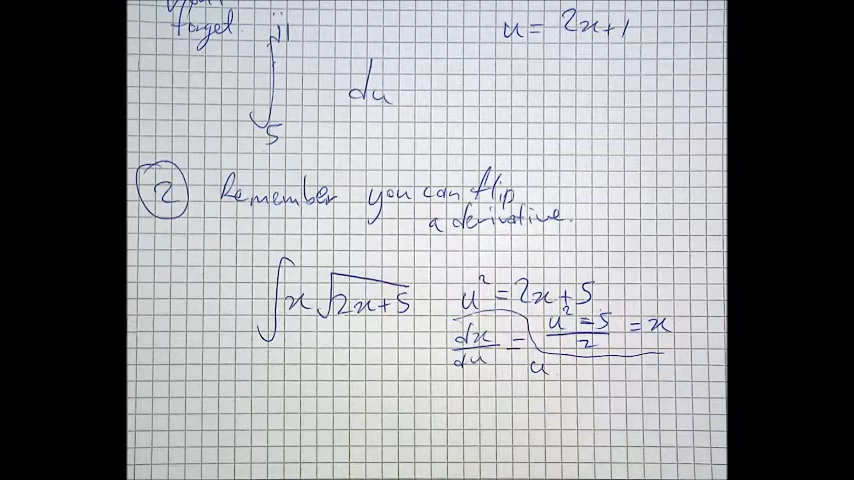 target
11
u = 2x+1
∫ du
5
2 Remember you can flip
a derivative.
∫ x √2x+5
u² = 2x+5
u² - 5 / 2 = x
dx/du = u